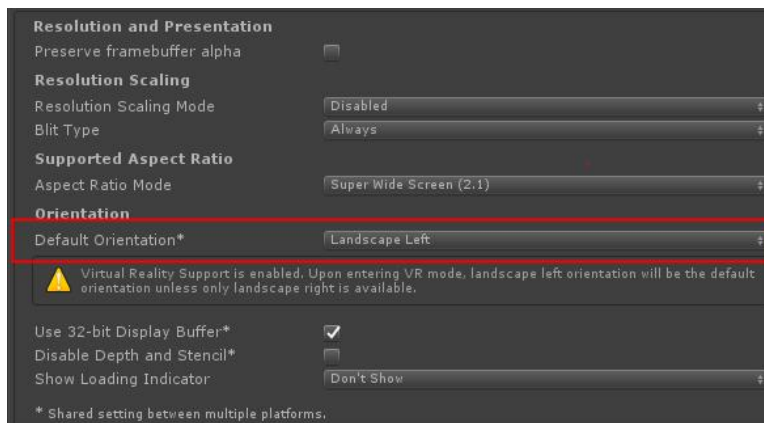 Resolution and Presentation
Preserve framebuffer alpha
Resolution Scaling
Resolution Scaling Mode Disabled
Blit Type Always
Supported Aspect Ratio
Aspect Ratio Mode Super Wide Screen (2.1)
Orientation
Default Orientation* Landscape Left
Virtual Reality Support is enabled. Upon entering VR mode, landscape left orientation will be the default
orientation unless only landscape right is available.
Use 32-bit Display Buffer*
Disable Depth and Stencil*
Show Loading Indicator Don't Show
* Shared setting between multiple platforms.